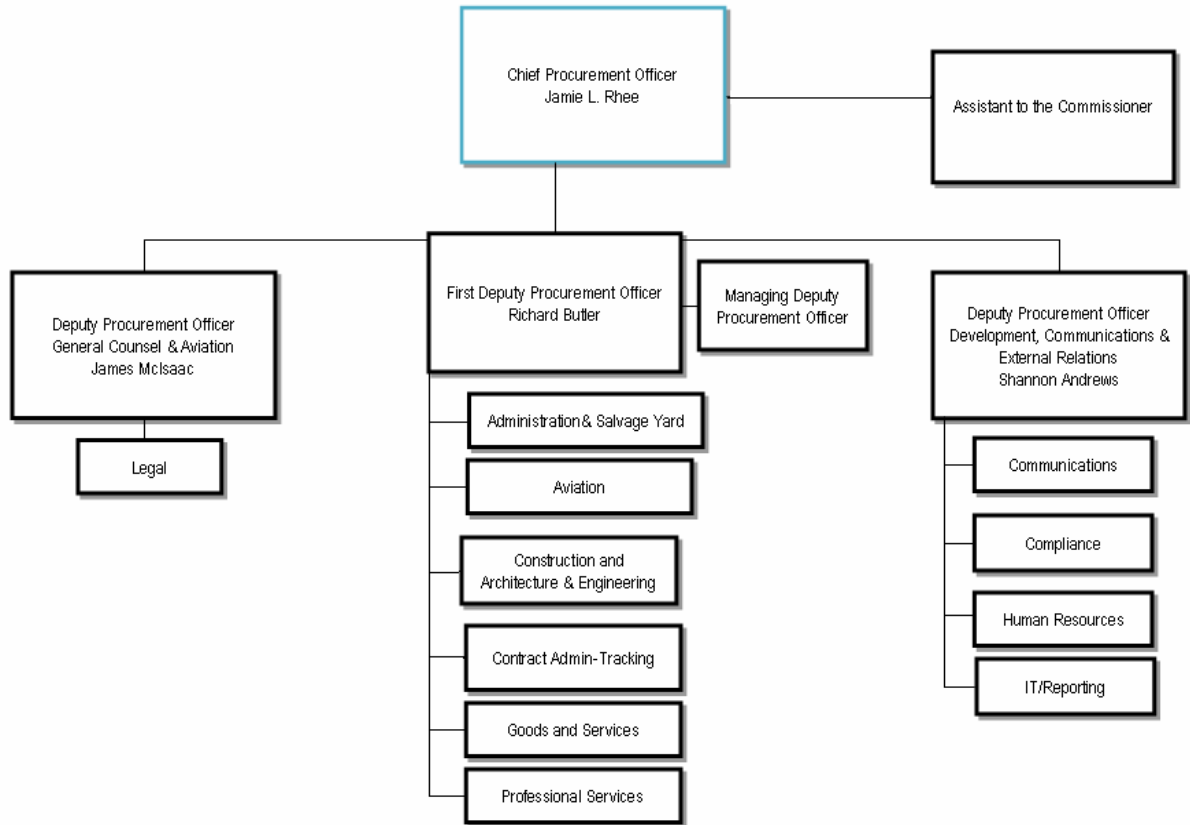 Chief Procurement Officer
Jamie L. Rhee
Assistant to the Commissioner
Deputy Procurement Officer
General Counsel & Aviation
James McIsaac
Legal
First Deputy Procurement Officer
Richard Butler
Managing Deputy
Procurement Officer
Administration& Salvage Yard
Aviation
Construction and
Architecture & Engineering
Contract Admin-Tracking
Goods and Services
Professional Services
Deputy Procurement Officer
Development, Communications &
External Relations
Shannon Andrews
Communications
Compliance
Human Resources
IT/Reporting